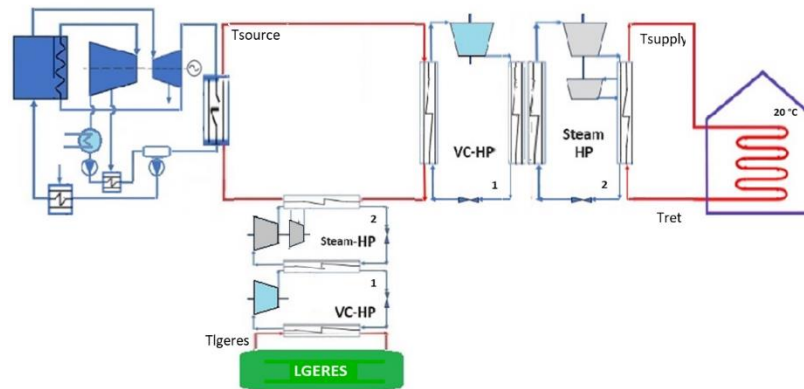 Tsource
Tsupply
20 °C
VC-HP
Steam
HP
1
2
Tret
2
Steam-HP
1
VC-HP
Tlgeres
LGERES